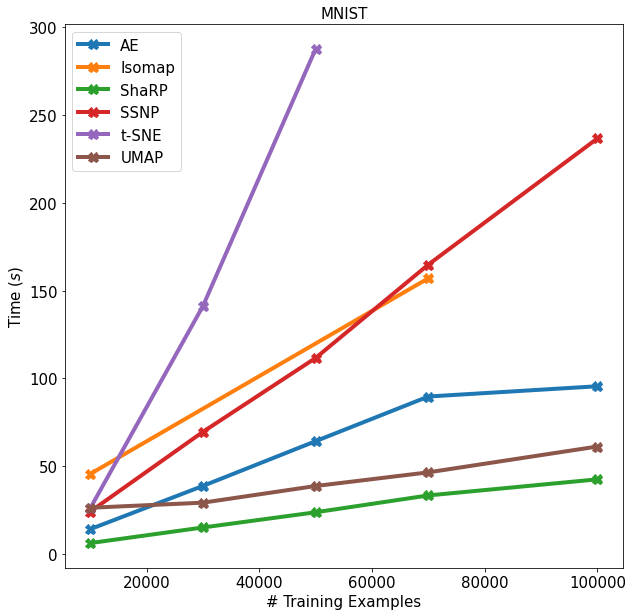 MNIST
300
250
200
150
100
50
0
Time (s)
AE
Isomap
ShaRP
SSNP
t-SNE
UMAP
20000 40000 60000 80000 100000
# Training Examples